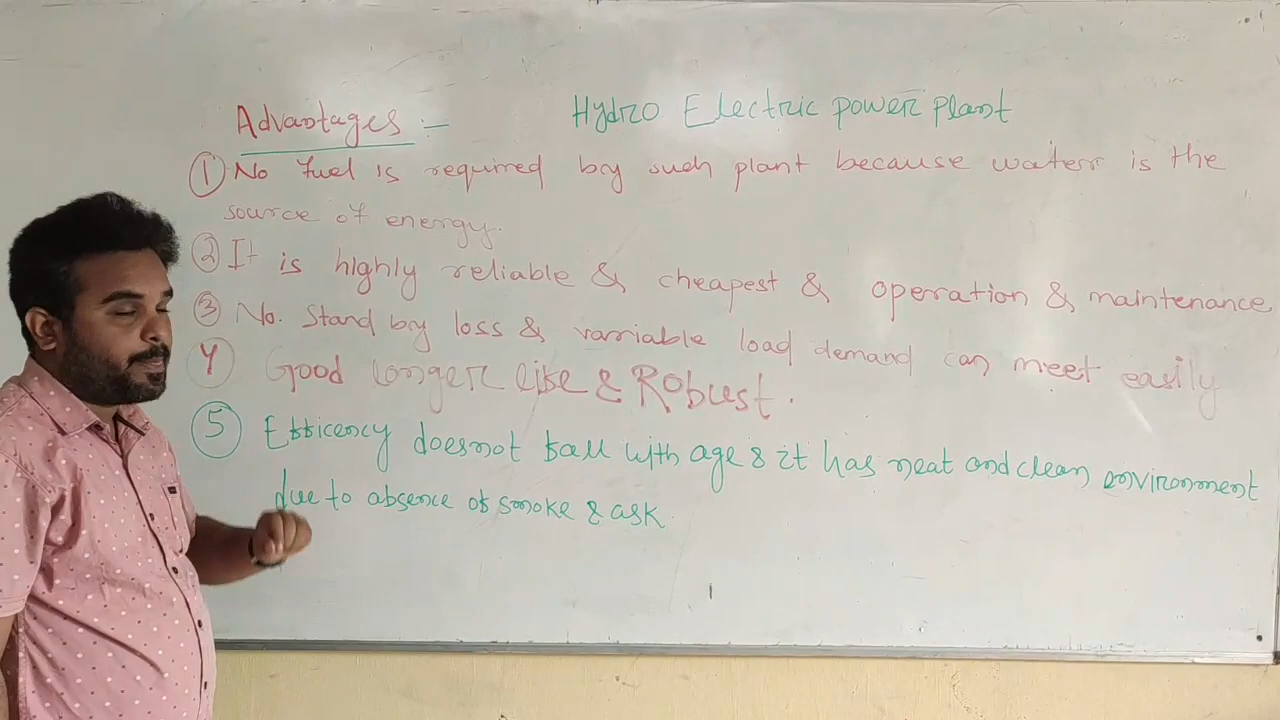 Hydro Electric power plant
Advantages :-
① No fuel is required by such plant because water is the
source of energy.
② It is highly reliable & cheapest & operation & maintenance
③ No. Stand by loss & variable load demand can meet easily
4 Good longer life & Robust.
⑤ Efficency doesnot fall with age & it has neat and clean environment
due to absence of smoke & ask